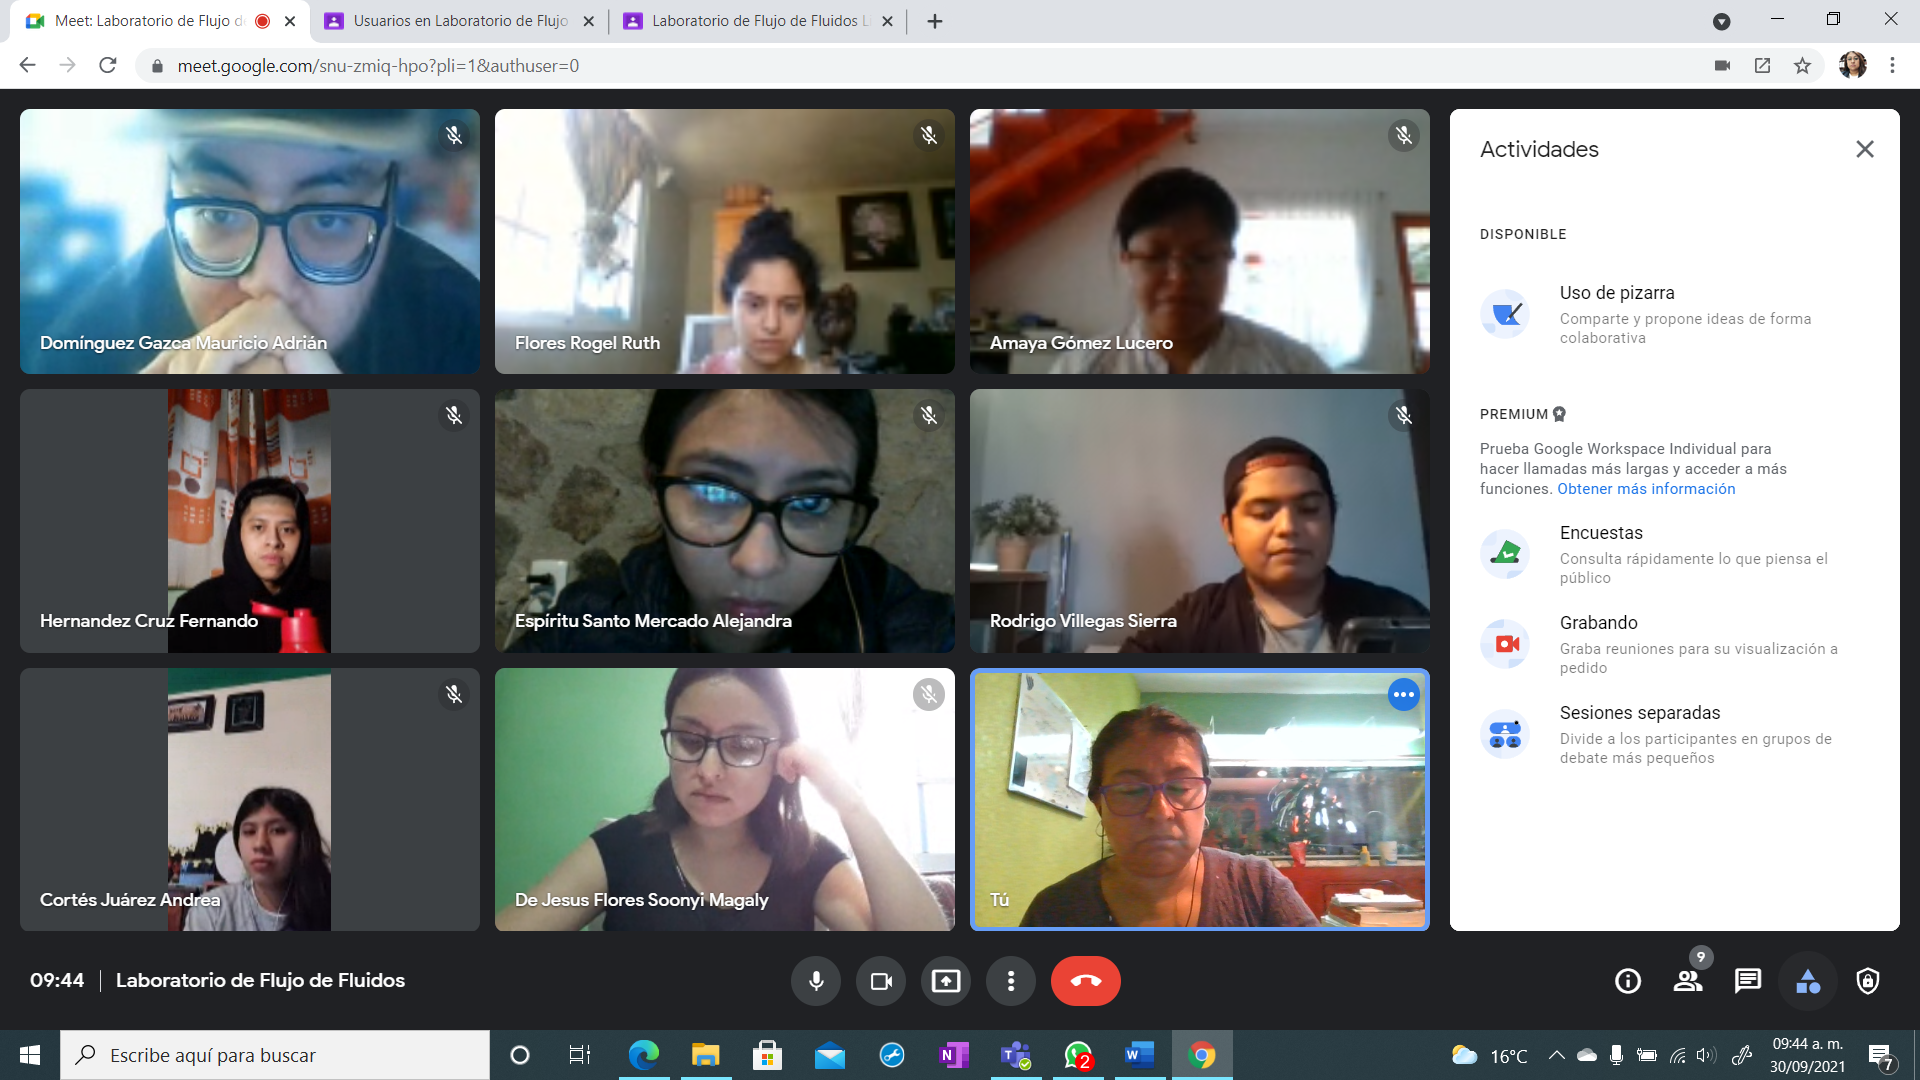 Meet: Laboratorio de Flujo d
Usuarios en Laboratorio de Flujo
Laboratorio de Flujo de Fluidos L
meet.google.com/snu-zmiq-hpo?pli=1&authuser=0
Domínguez Gazca Mauricio Adrián
Flores Rogel Ruth
Amaya Gómez Lucero
Hernandez Cruz Fernando
Espíritu Santo Mercado Alejandra
Rodrigo Villegas Sierra
Cortés Juárez Andrea
De Jesus Flores Soonyi Magaly
Tú
Actividades
DISPONIBLE
Uso de pizarra
Comparte y propone ideas de forma
colaborativa
PREMIUM
Prueba Google Workspace Individual para
hacer llamadas más largas y acceder a más
funciones. Obtener más información
Encuestas
Consulta rápidamente lo que piensa el
público
Grabando
Graba reuniones para su visualización a
pedido
Sesiones separadas
Divide a los participantes en grupos de
debate más pequeños
09:44 | Laboratorio de Flujo de Fluidos
9
Escribe aquí para buscar
N
T
2
W
16°C
09:44 a. m.
30/09/2021
7